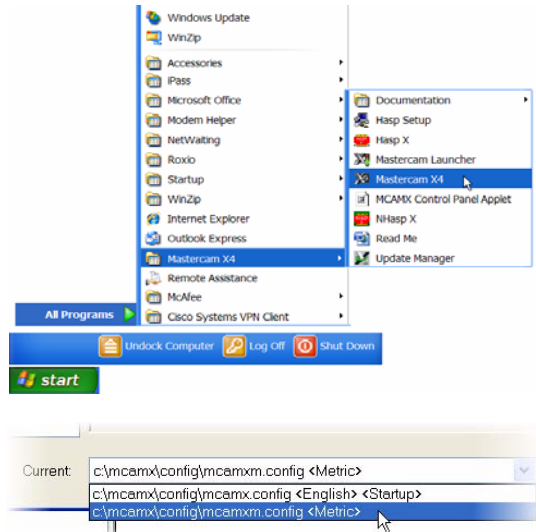 Windows Update
WinZip
Accessories
iPass
Microsoft Office
Modem Helper
NetWaiting
Roxio
Startup
WinZip
Internet Explorer
Outlook Express
Mastercam X4
Remote Assistance
McAfee
Cisco Systems VPN Client
Documentation
Hasp Setup
Hasp X
Mastercam Launcher
Mastercam X4
MCAMX Control Panel Applet
NHasp X
Read Me
Update Manager
All Programs
Undock Computer Log Off Shut Down
start
Current: c:\mcamx\config\mcamxm.config <Metric>
c:\mcamx\config\mcamx.config <English> <Startup>
c:\mcamx\config\mcamxm.config <Metric>